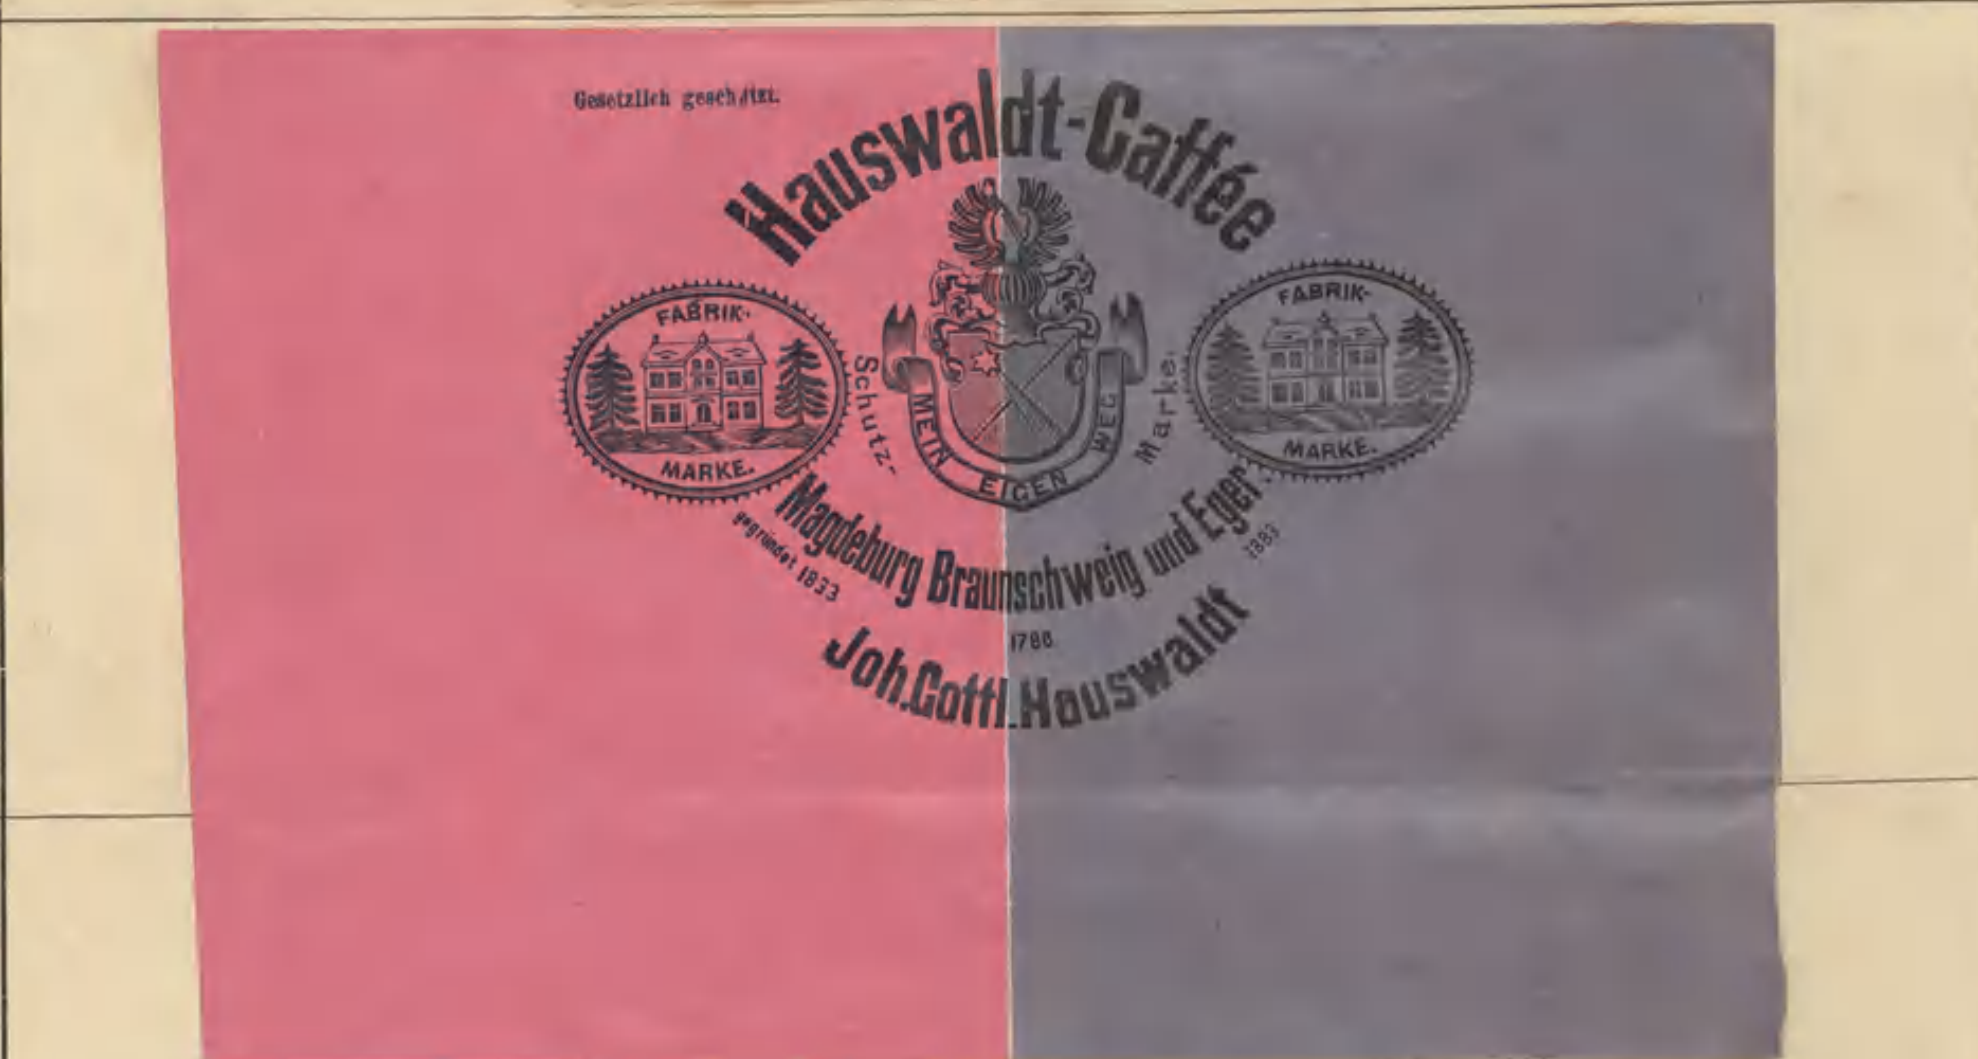 Gesetzlich geschützt.
Hauswaldt-Caffée
FABRIK-
MARKE.
Schutz-
MEIN EIGEN WEG
Marke.
FABRIK-
MARKE.
Magdeburg Braunschweig und Eger.
gegründet 1833
1786
1883
Joh. Gottl. Hauswaldt